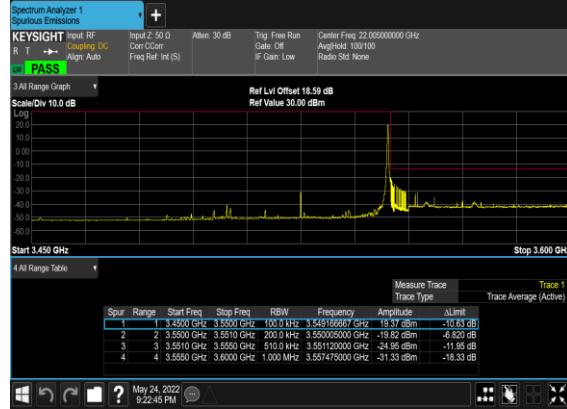 Spectrum Analyzer 1
Spurious Emissions
KEYSIGHT Input: RF Input Z: 50 Ω Atten: 30 dB Trig: Free Run Center Freq: 22.005000000 GHz
R T Coupling: DC Corr CCorr Gate: Off Avg|Hold: 100/100
Align: Auto Freq Ref: Int (S) IF Gain: Low Radio Std: None
PASS
3 All Range Graph Ref Lvl Offset 18.59 dB
Scale/Div 10.0 dB Ref Value 30.00 dBm
Log
20.0
10.0
0.00
-10.0
-20.0
-30.0
-40.0
-50.0
-60.0
Start 3.450 GHz Stop 3.600 GHz
4 All Range Table
Measure Trace Trace 1
Trace Type Trace Average (Active)
Spur Range Start Freq Stop Freq RBW Frequency Amplitude ΔLimit
1 1 3.4500 GHz 3.5500 GHz 100.0 kHz 3.549166667 GHz 19.37 dBm -10.63 dB
2 2 3.5500 GHz 3.5510 GHz 200.0 kHz 3.550005000 GHz -19.82 dBm -6.820 dB
3 3 3.5510 GHz 3.5550 GHz 510.0 kHz 3.551120000 GHz -24.95 dBm -11.95 dB
4 4 3.5550 GHz 3.6000 GHz 1.000 MHz 3.557475000 GHz -31.33 dBm -18.33 dB
? May 24, 2022
9:22:45 PM